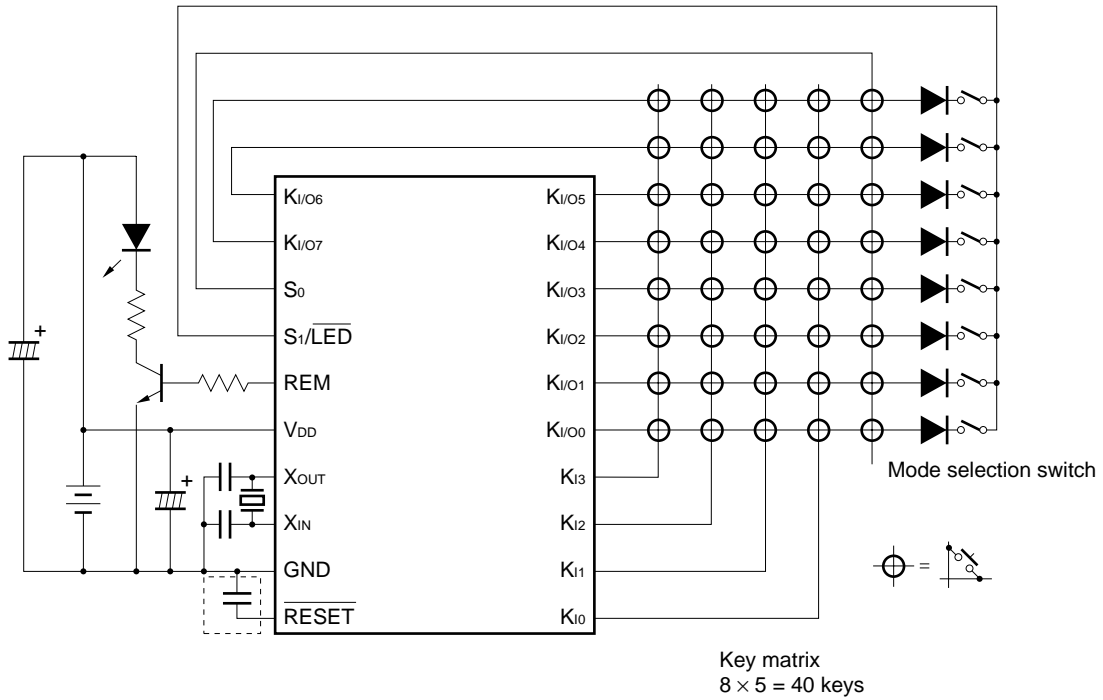 +
+
KI/O6
KI/O7
S0
S1/LED
REM
VDD
XOUT
XIN
GND
RESET
KI/O5
KI/O4
KI/O3
KI/O2
KI/O1
KI/O0
KI3
KI2
KI1
KI0
Mode selection switch
=
Key matrix
8 × 5 = 40 keys